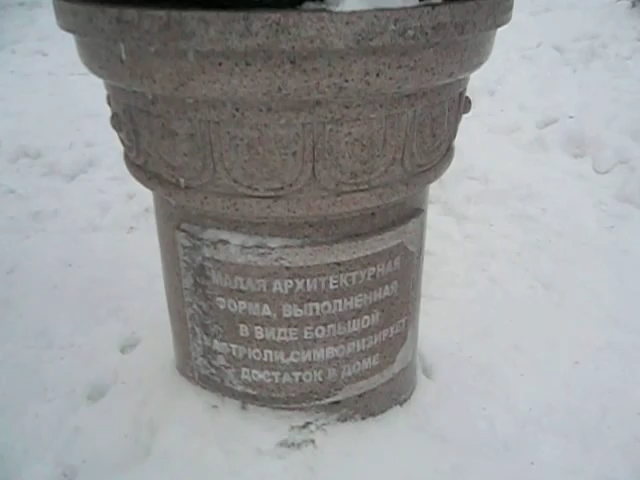 МАЛАЯ АРХИТЕКТУРНАЯ
ФОРМА, ВЫПОЛНЕННАЯ
В ВИДЕ БОЛЬШОЙ
КАСТРЮЛИ, СИМВОЛИЗИРУЕТ
ДОСТАТОК В ДОМЕ